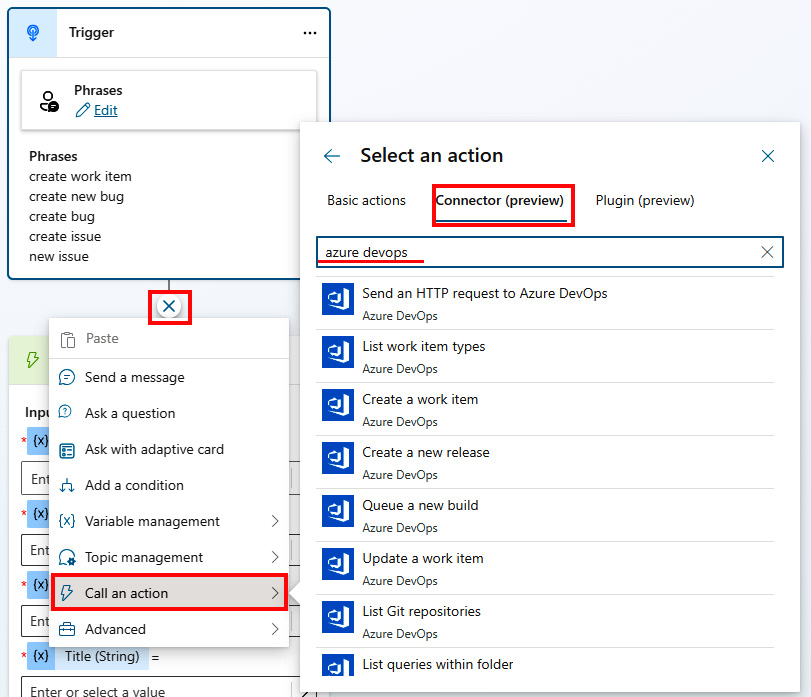 Trigger
Phrases
Edit
Phrases
create work item
create new bug
create bug
create issue
new issue
Paste
Send a message
Ask a question
Ask with adaptive card
Add a condition
{x} Variable management
Topic management
Call an action
Advanced
Inpu
* {x}
Ent
* {x}
Ent
* {x}
Ent
* {x} Title (String) =
Enter or select a value
Select an action
Basic actions
Connector (preview)
Plugin (preview)
azure devops
Send an HTTP request to Azure DevOps
Azure DevOps
List work item types
Azure DevOps
Create a work item
Azure DevOps
Create a new release
Azure DevOps
Queue a new build
Azure DevOps
Update a work item
Azure DevOps
List Git repositories
Azure DevOps
List queries within folder